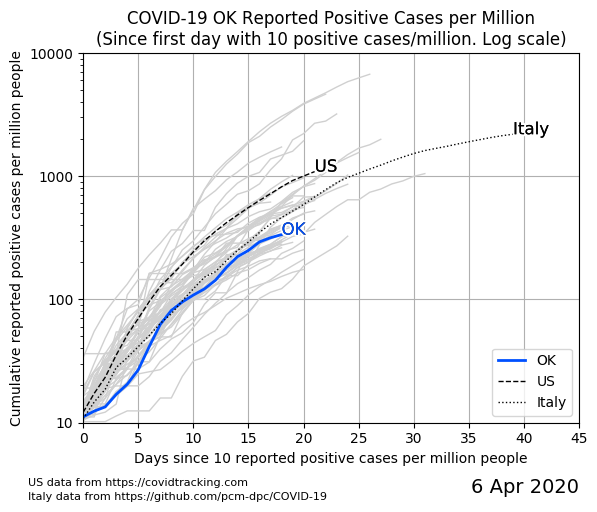 COVID-19 OK Reported Positive Cases per Million
(Since first day with 10 positive cases/million. Log scale)
Cumulative reported positive cases per million people
10000
1000
100
10
Italy
US
OK
OK
US
Italy
0 5 10 15 20 25 30 35 40 45
Days since 10 reported positive cases per million people
US data from https://covidtracking.com
Italy data from https://github.com/pcm-dpc/COVID-19
6 Apr 2020